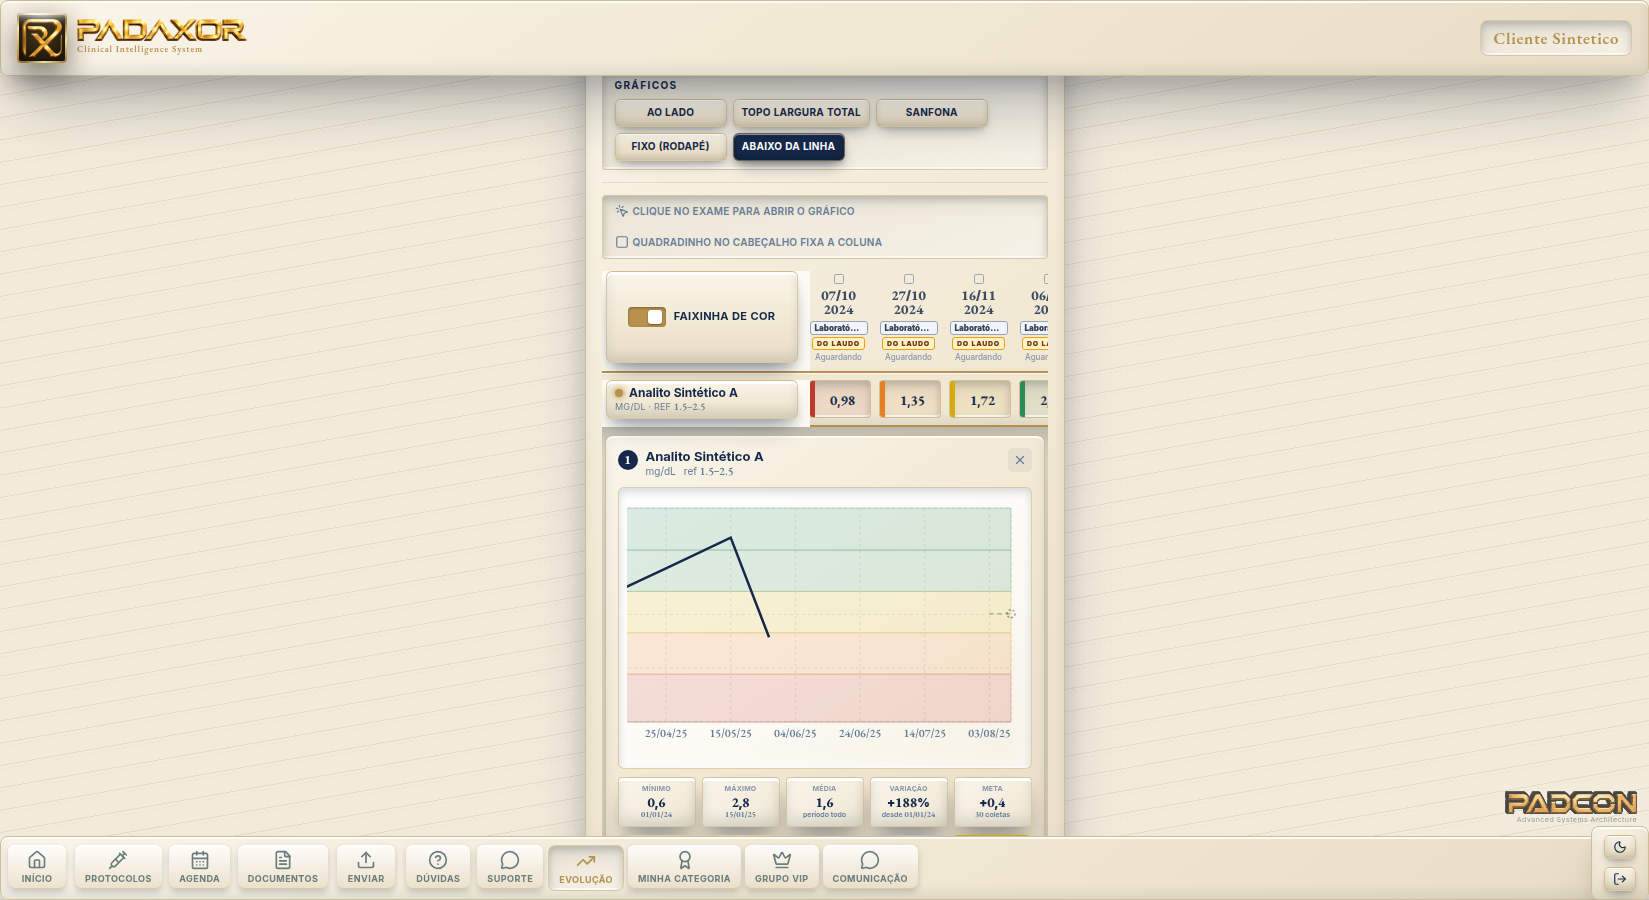 PADAXOR
Clinical Intelligence System
Cliente Sintetico
GRÁFICOS
AO LADO
TOPO LARGURA TOTAL
SANFONA
FIXO (RODAPÉ)
ABAIXO DA LINHA
CLIQUE NO EXAME PARA ABRIR O GRÁFICO
QUADRADINHO NO CABEÇALHO FIXA A COLUNA
FAIXINHA DE COR
07/10 27/10 16/11
2024 2024 2024
Laborató... Laborató... Laborató...
DO LAUDO DO LAUDO DO LAUDO
Aguardando Aguardando Aguardando
Analito Sintético A
MG/DL · REF 1.5–2.5
0,98 1,35 1,72
1 Analito Sintético A
mg/dL ref 1.5–2.5
25/04/25 15/05/25 04/06/25 24/06/25 14/07/25 03/08/25
MÍNIMO MÁXIMO MÉDIA VARIAÇÃO META
0,6 2,8 1,6 +188% +0,4
01/01/24 15/01/25 período todo desde 01/01/24 30 coletas
PADCON
Advanced Systems Architecture
INÍCIO PROTOCOLOS AGENDA DOCUMENTOS ENVIAR DÚVIDAS SUPORTE EVOLUÇÃO MINHA CATEGORIA GRUPO VIP COMUNICAÇÃO